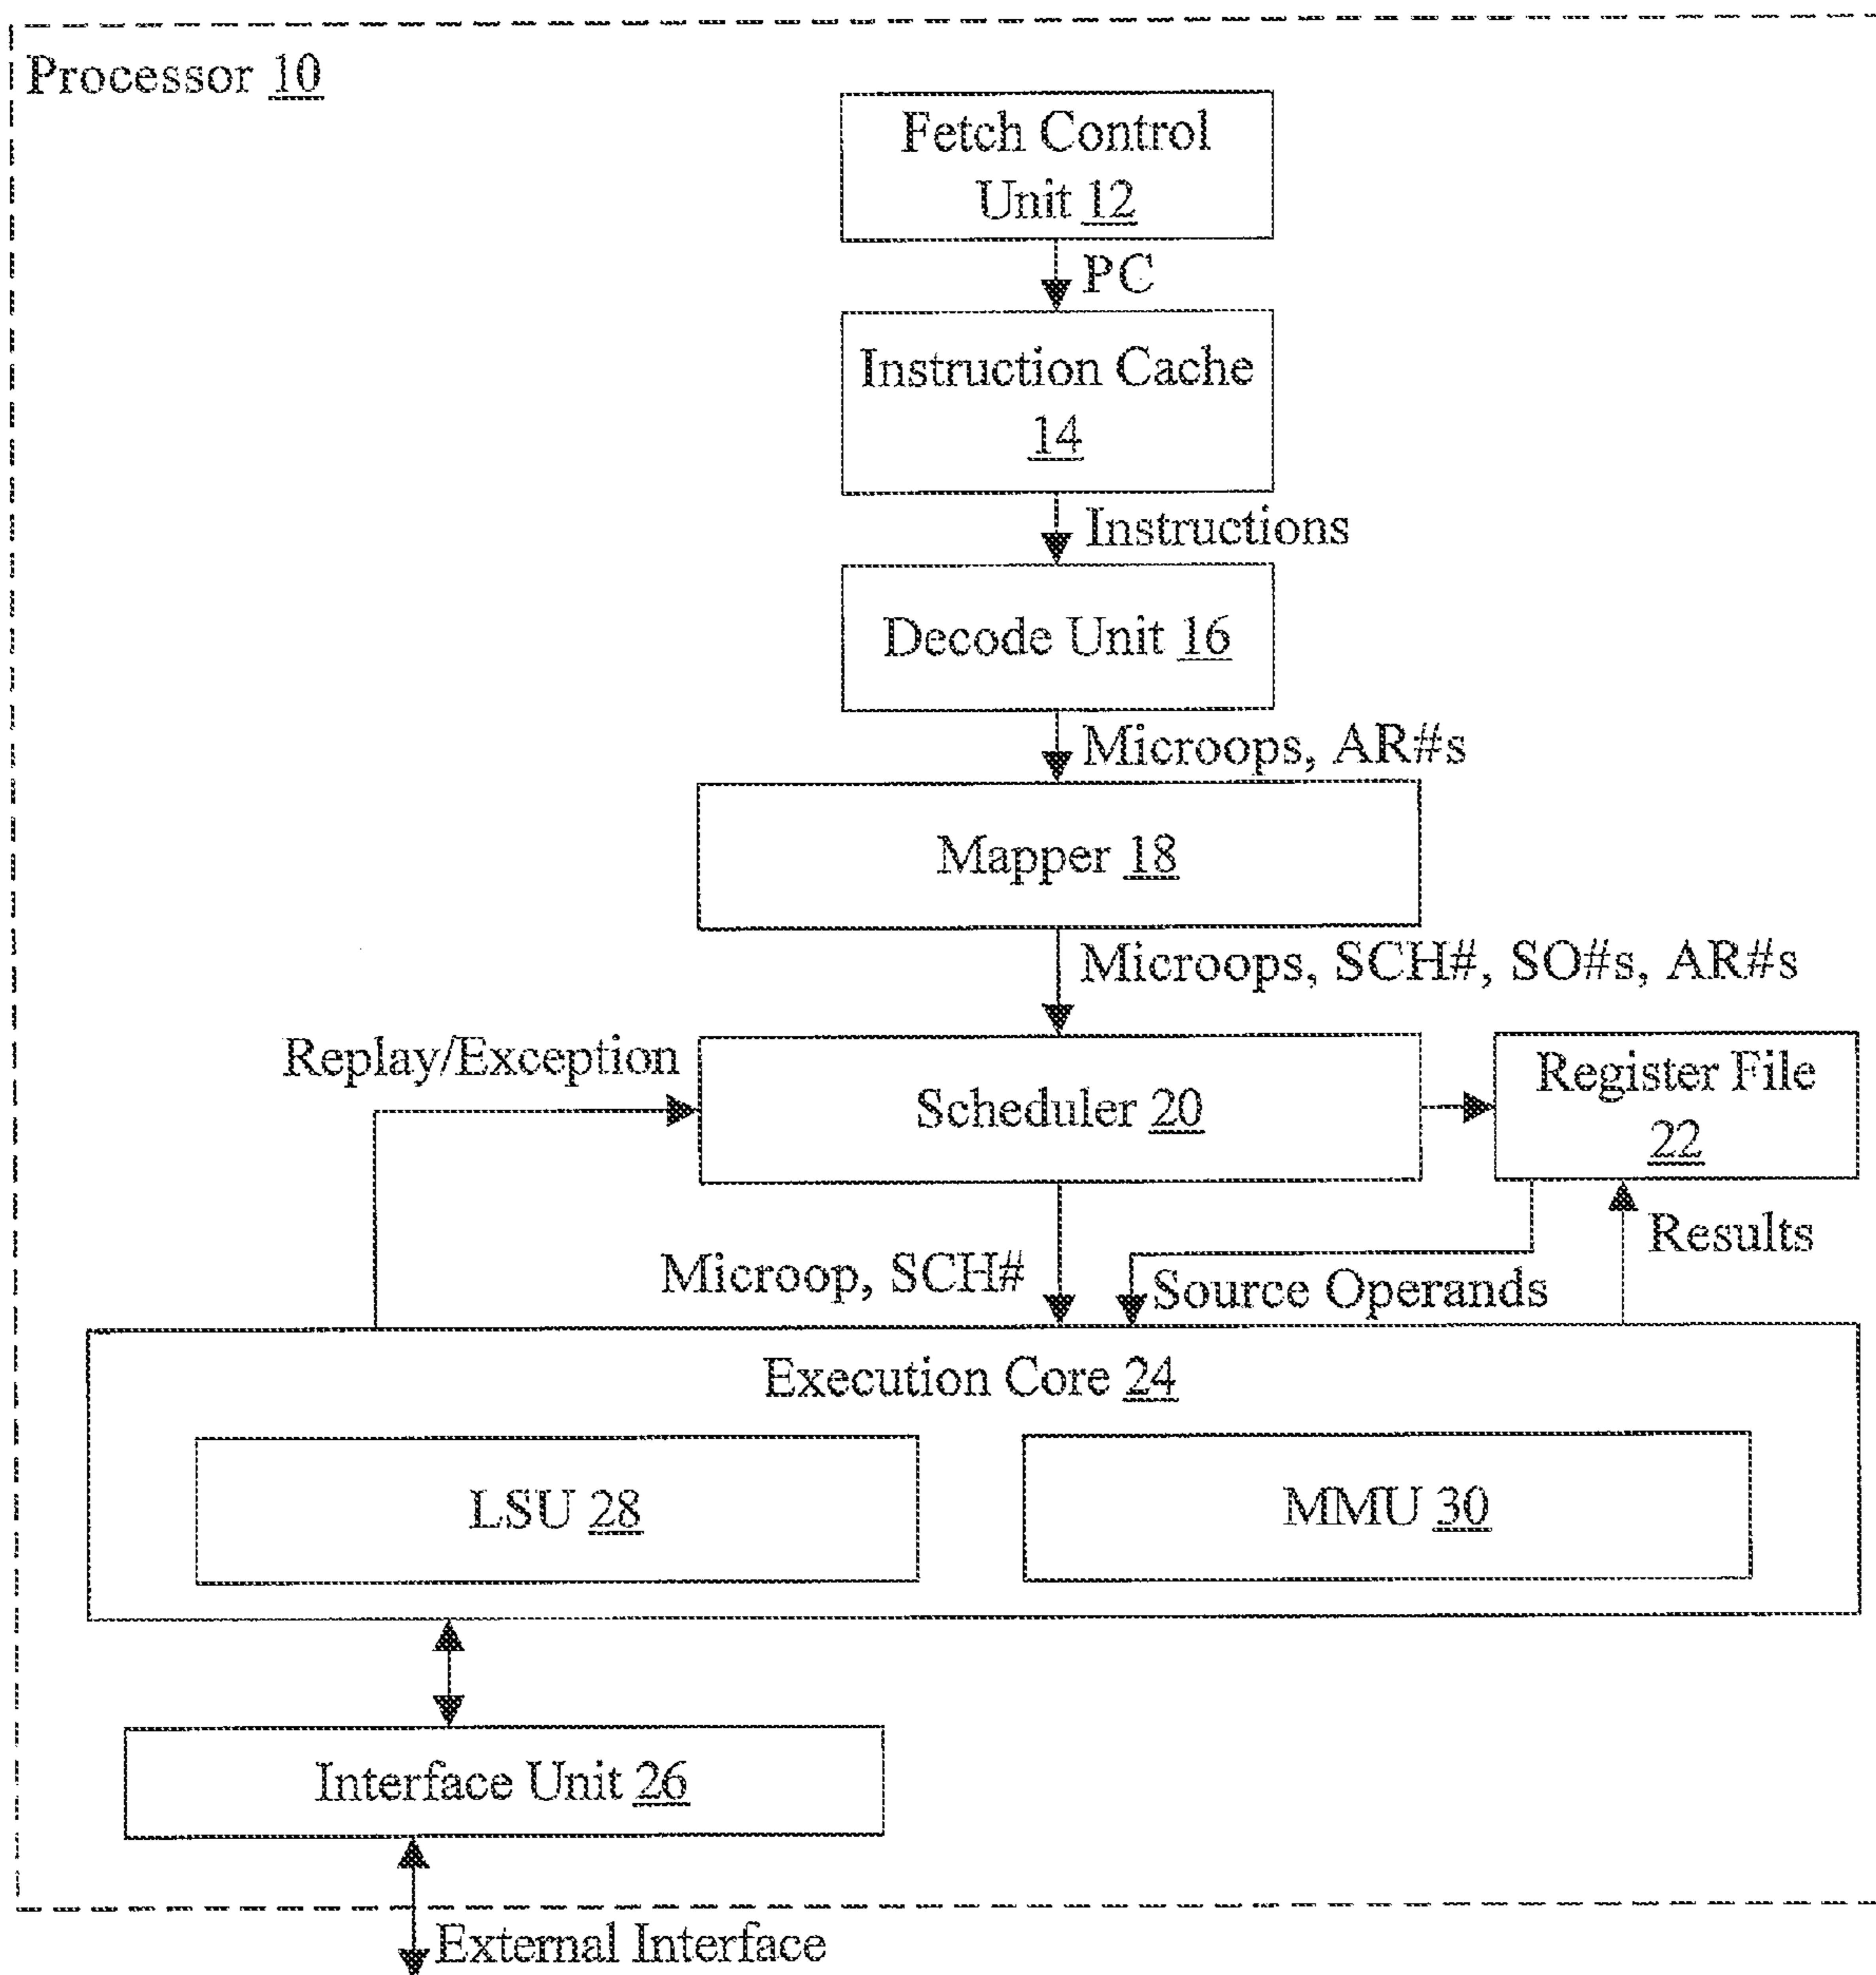 Processor 10
Fetch Control
Unit 12
PC
Instruction Cache
14
Instructions
Decode Unit 16
Microops, AR#s
Mapper 18
Microops, SCH#, SO#s, AR#s
Replay/Exception
Scheduler 20
Register File
22
Results
Microop, SCH#
Source Operands
Execution Core 24
LSU 28
MMU 30
Interface Unit 26
External Interface